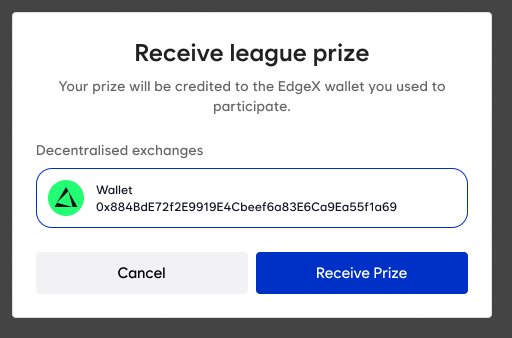 Receive league prize
Your prize will be credited to the EdgeX wallet you used to
participate.
Decentralised exchanges
Wallet
0x884BdE72f2E9919E4Cbeef6a83E6Ca9Ea55f1a69
Cancel
Receive Prize